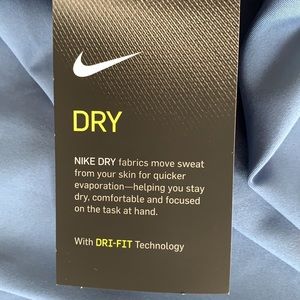 DRY
NIKE DRY fabrics move sweat
from your skin for quicker
evaporation—helping you stay
dry, comfortable and focused
on the task at hand.
With DRI-FIT Technology